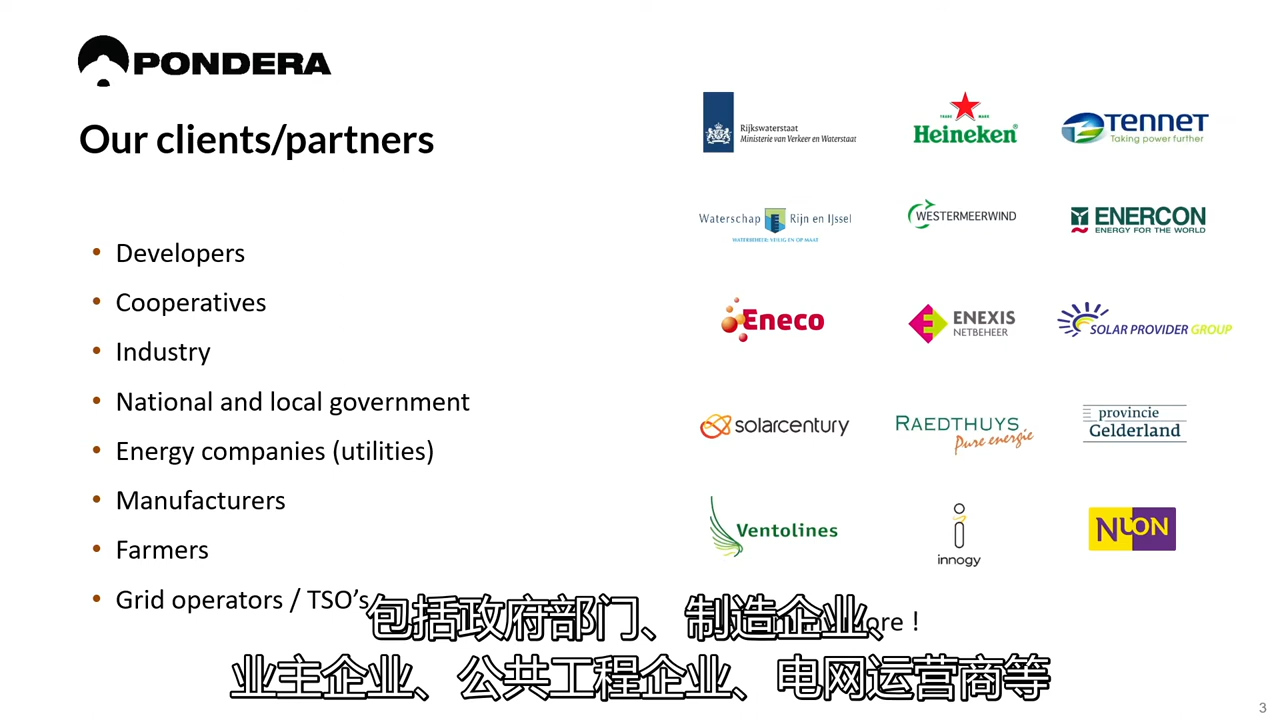 PONDERA
Our clients/partners
Developers
Cooperatives
Industry
National and local government
Energy companies (utilities)
Manufacturers
Farmers
Grid operators / TSO's
Rijkswaterstaat
Ministerie van Verkeer en Waterstaat
TRADE MARK
Heineken®
TENNET
Taking power further
Waterschap Rijn en IJssel
WESTERMEERWIND
ENERCON
ENERGY FOR THE WORLD
Eneco
ENEXIS
NETBEHEER
SOLAR PROVIDER GROUP
solarcentury
RAEDTHUYS
Pure energie
provincie
Gelderland
Ventolines
innogy
NUON
more !
包括政府部门、制造企业、
业主企业、公共工程企业、电网运营商等
3